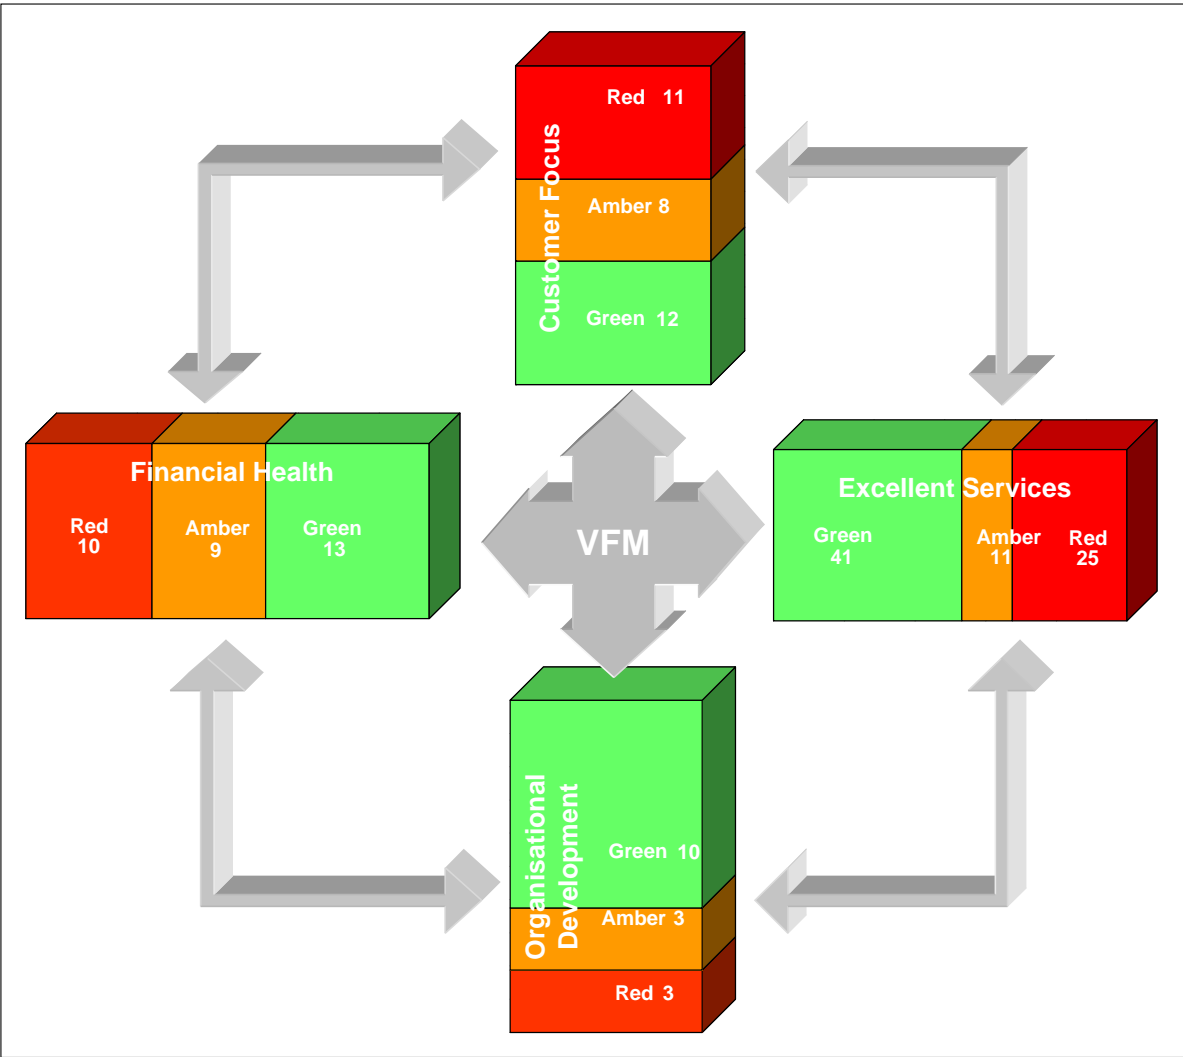 Customer Focus
Red 11
Amber 8
Green 12
Financial Health
Red
10
Amber
9
Green
13
VFM
Excellent Services
Green
41
Amber
11
Red
25
Organisational
Development
Green 10
Amber 3
Red 3